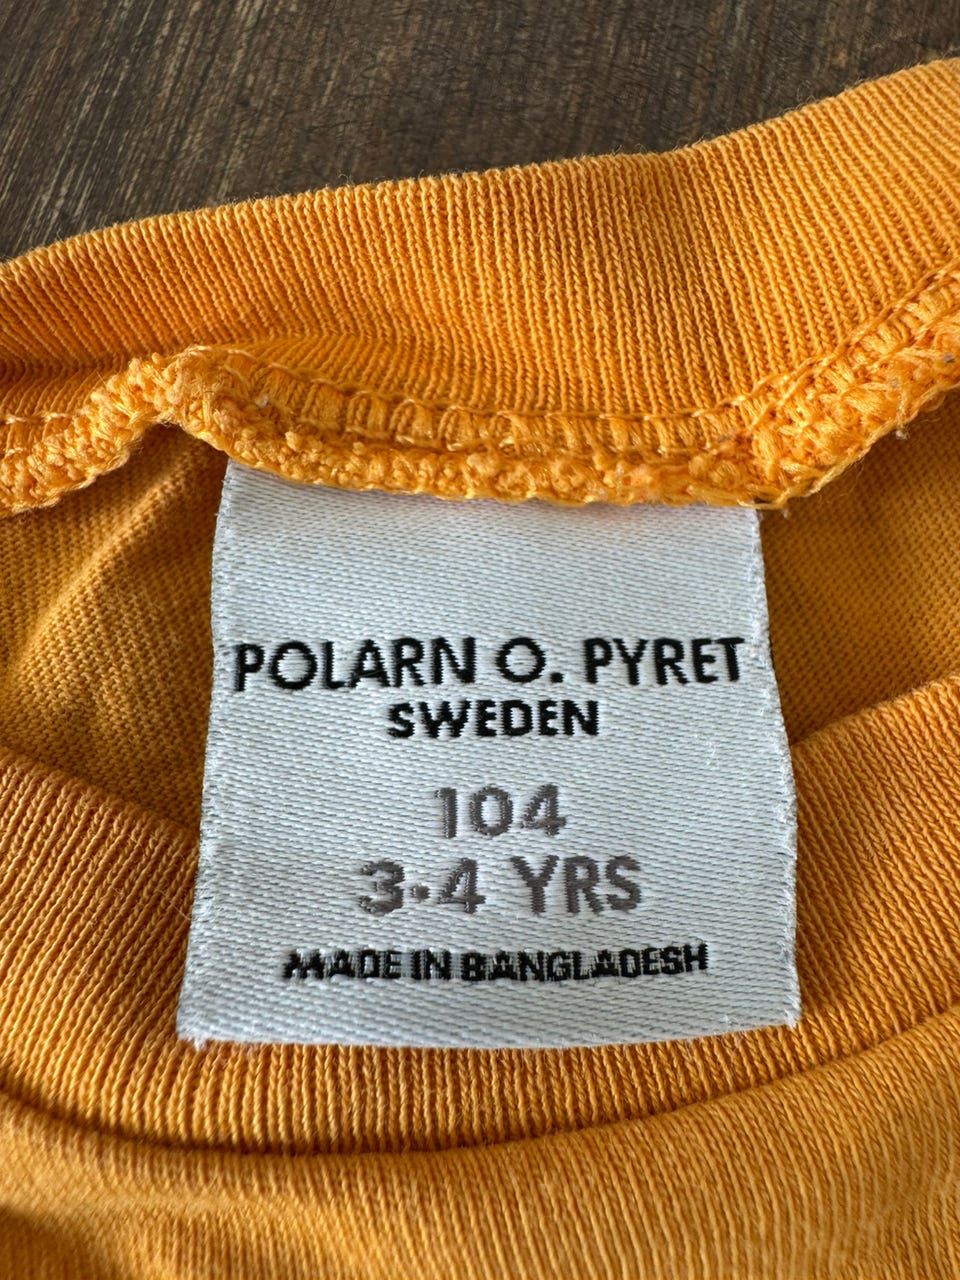 POLARN O. PYRET
SWEDEN
104
3-4 YRS
MADE IN BANGLADESH